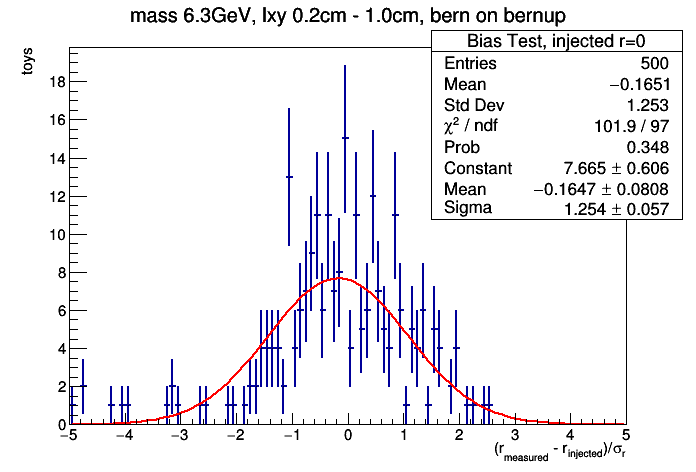 mass 6.3GeV, lxy 0.2cm - 1.0cm, bern on bernup
toys
Bias Test, injected r=0
Entries 500
Mean −0.1651
Std Dev 1.253
χ² / ndf 101.9 / 97
Prob 0.348
Constant 7.665 ± 0.606
Mean −0.1647 ± 0.0808
Sigma 1.254 ± 0.057
18
16
14
12
10
8
6
4
2
0
−5 −4 −3 −2 −1 0 1 2 3 4 5
(r_measured - r_injected)/σ_r